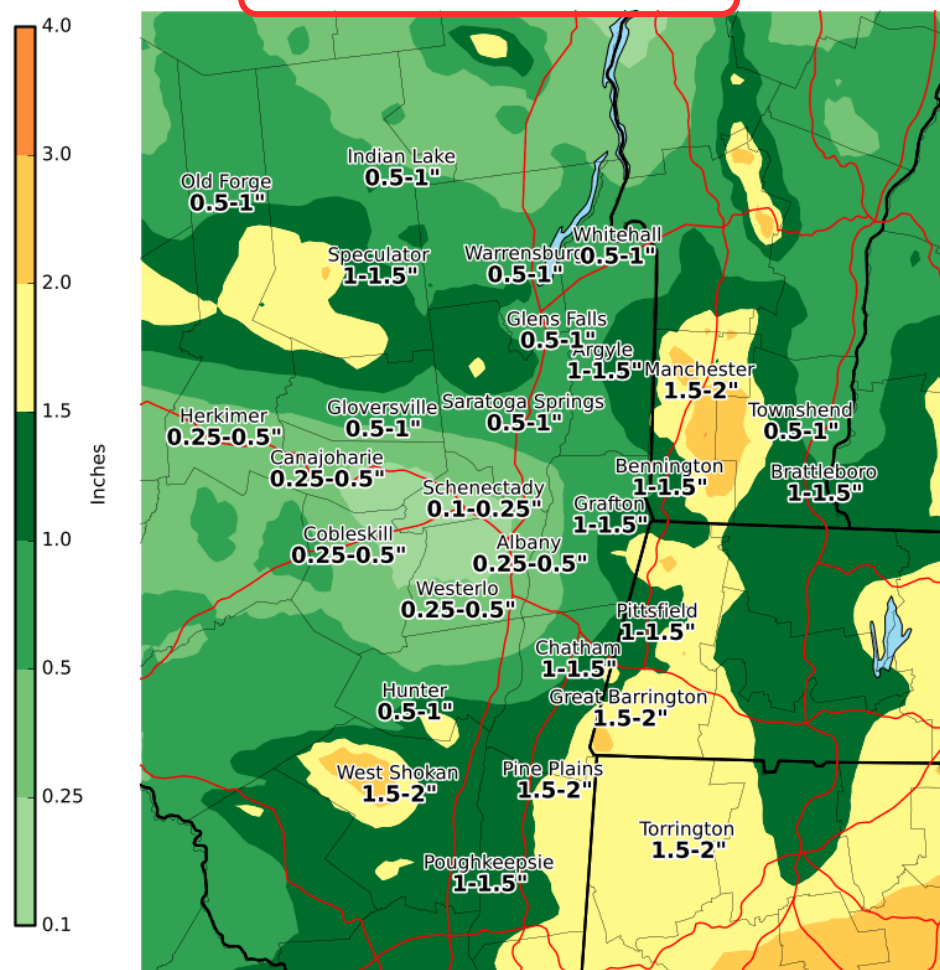 4.0
3.0
2.0
1.5
1.0
0.5
0.25
0.1
Inches
Indian Lake
0.5-1"
Old Forge
0.5-1"
Speculator
1-1.5"
Warrensburg
0.5-1"
Whitehall
0.5-1"
Glens Falls
0.5-1"
Argyle
1-1.5"
Manchester
1.5-2"
Herkimer
0.25-0.5"
Gloversville
0.5-1"
Saratoga Springs
0.5-1"
Townshend
0.5-1"
Canajoharie
0.25-0.5"
Schenectady
0.1-0.25"
Bennington
1-1.5"
Brattleboro
1-1.5"
Grafton
1-1.5"
Cobleskill
0.25-0.5"
Albany
0.25-0.5"
Westerlo
0.25-0.5"
Pittsfield
1-1.5"
Chatham
1-1.5"
Hunter
0.5-1"
Great Barrington
1.5-2"
West Shokan
1.5-2"
Pine Plains
1.5-2"
Torrington
1.5-2"
Poughkeepsie
1-1.5"